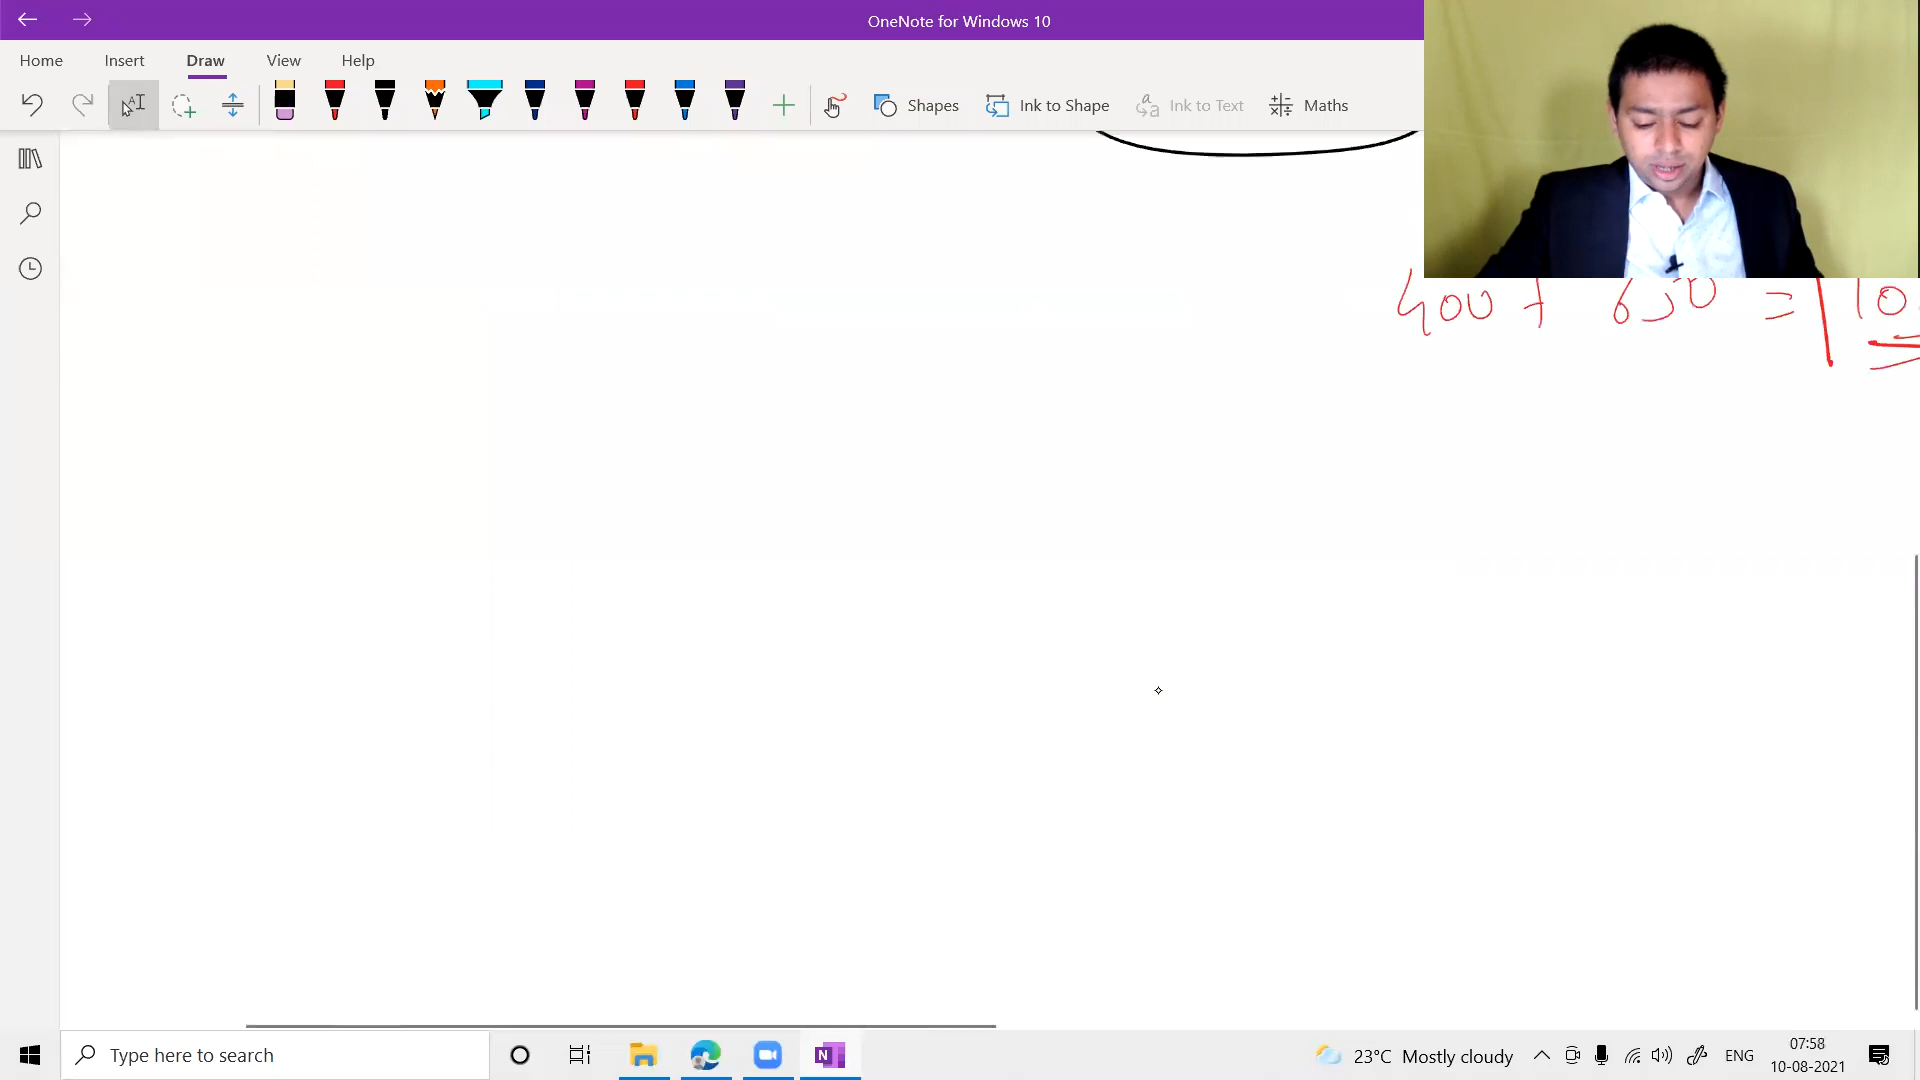 OneNote for Windows 10
Home Insert Draw View Help
Shapes Ink to Shape Ink to Text Maths
400 + 650 = 10
Type here to search
23°C Mostly cloudy ENG 07:58
10-08-2021